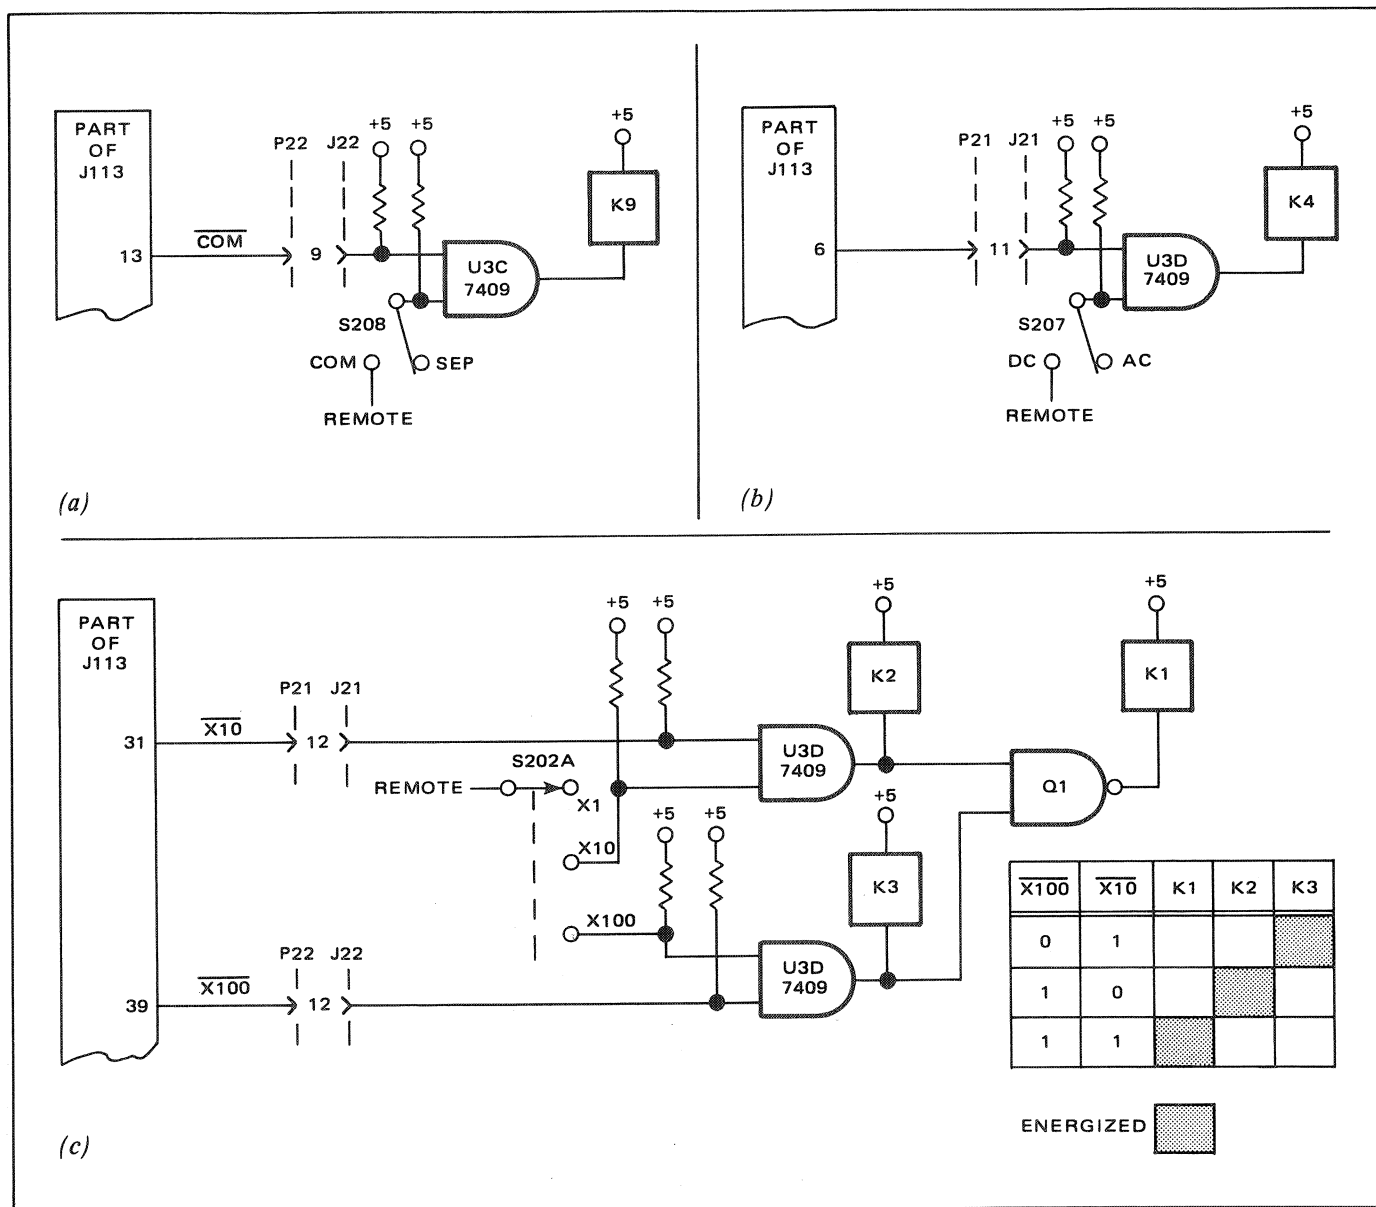 PART
OF
J113
13
COM
P22
J22
9
+5
+5
+5
K9
U3C
7409
S208
COM
SEP
REMOTE
(a)
PART
OF
J113
6
P21
J21
11
+5
+5
+5
K4
U3D
7409
S207
DC
AC
REMOTE
(b)
PART
OF
J113
31
X10
P21
J21
12
+5
+5
S202A
REMOTE
X1
X10
X100
+5
+5
U3D
7409
+5
K2
+5
K3
+5
K1
Q1
39
X100
P22
J22
12
U3D
7409
X100 X10 K1 K2 K3
0 1
1 0
1 1
ENERGIZED
(c)